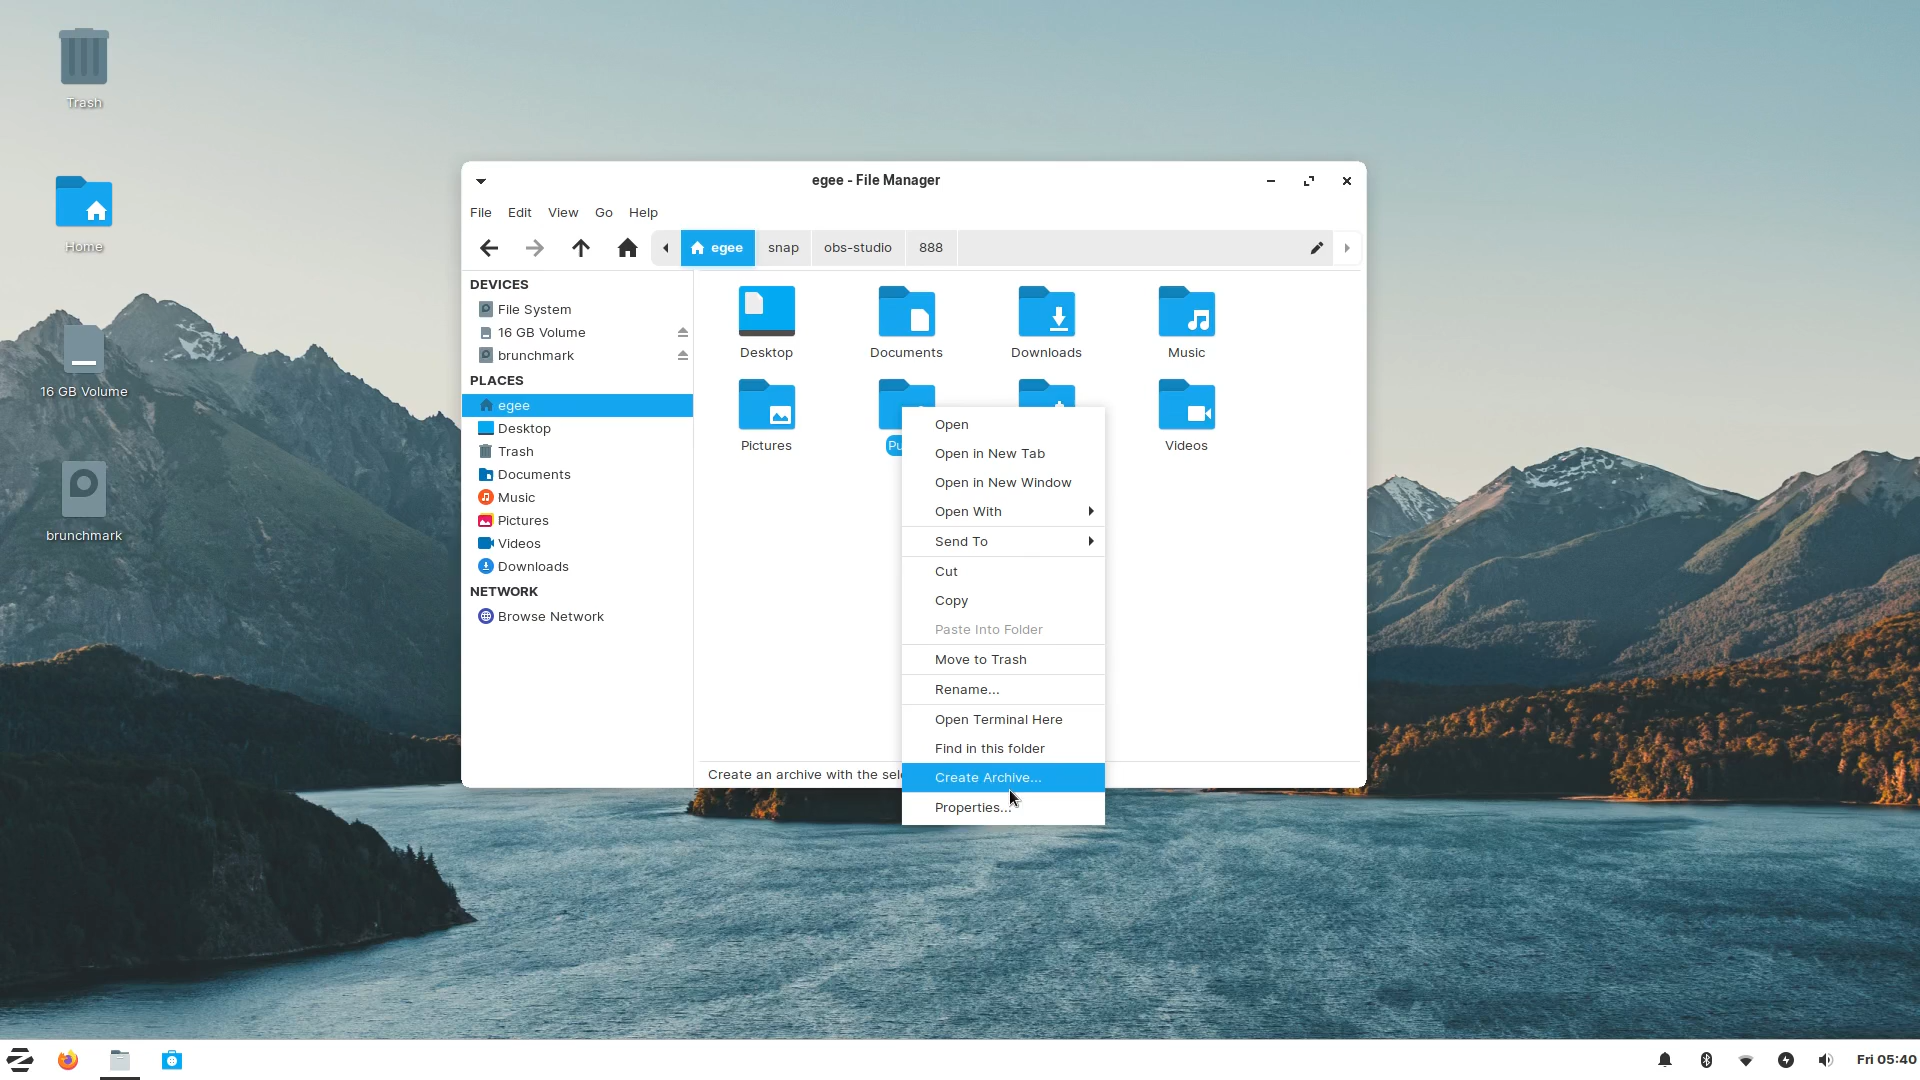 Trash
Home
16 GB Volume
brunchmark
egee - File Manager
File Edit View Go Help
egee snap obs-studio 888
DEVICES
File System
16 GB Volume
brunchmark
PLACES
egee
Desktop
Trash
Documents
Music
Pictures
Videos
Downloads
NETWORK
Browse Network
Desktop Documents Downloads Music
Pictures Pu Videos
Open
Open in New Tab
Open in New Window
Open With
Send To
Cut
Copy
Paste Into Folder
Move to Trash
Rename...
Open Terminal Here
Find in this folder
Create Archive...
Properties...
Create an archive with the sel
Fri 05:40